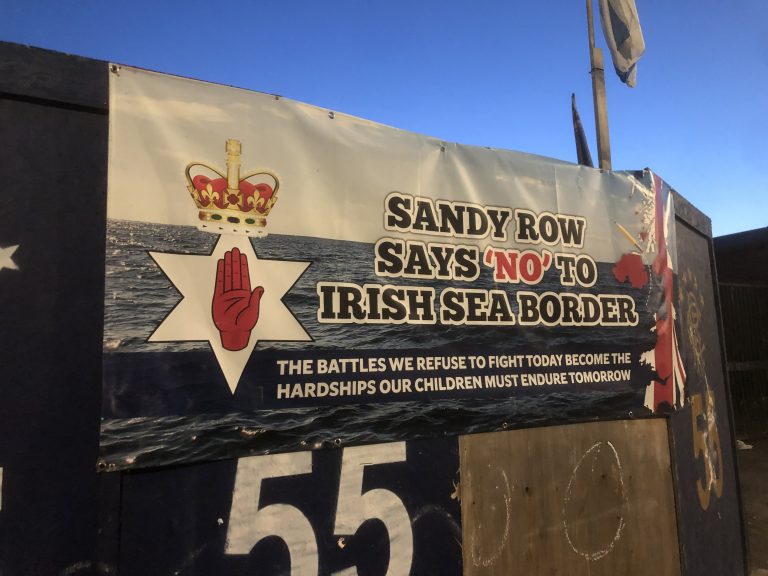 SANDY ROW
SAYS 'NO' TO
IRISH SEA BORDER
THE BATTLES WE REFUSE TO FIGHT TODAY BECOME THE
HARDSHIPS OUR CHILDREN MUST ENDURE TOMORROW
55
55